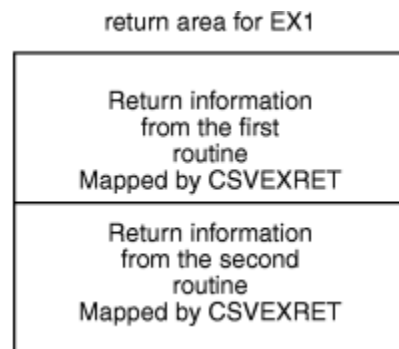 return area for EX1
Return information
from the first
routine
Mapped by CSVEXRET
Return information
from the second
routine
Mapped by CSVEXRET